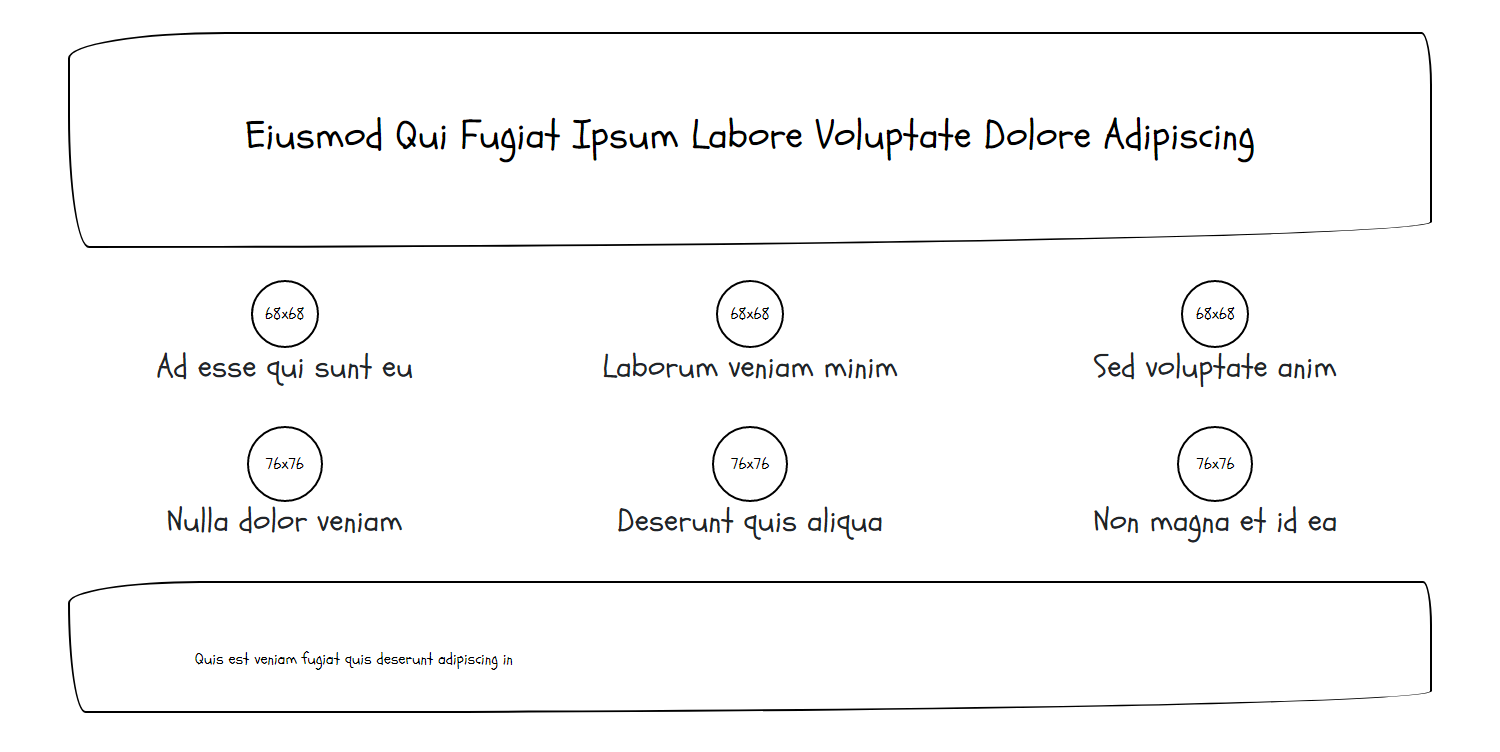 Eiusmod Qui Fugiat Ipsum Labore Voluptate Dolore Adipiscing
68x68 68x68 68x68
Ad esse qui sunt eu Laborum veniam minim Sed voluptate anim
76x76 76x76 76x76
Nulla dolor veniam Deserunt quis aliqua Non magna et id ea
Quis est veniam fugiat quis deserunt adipiscing in